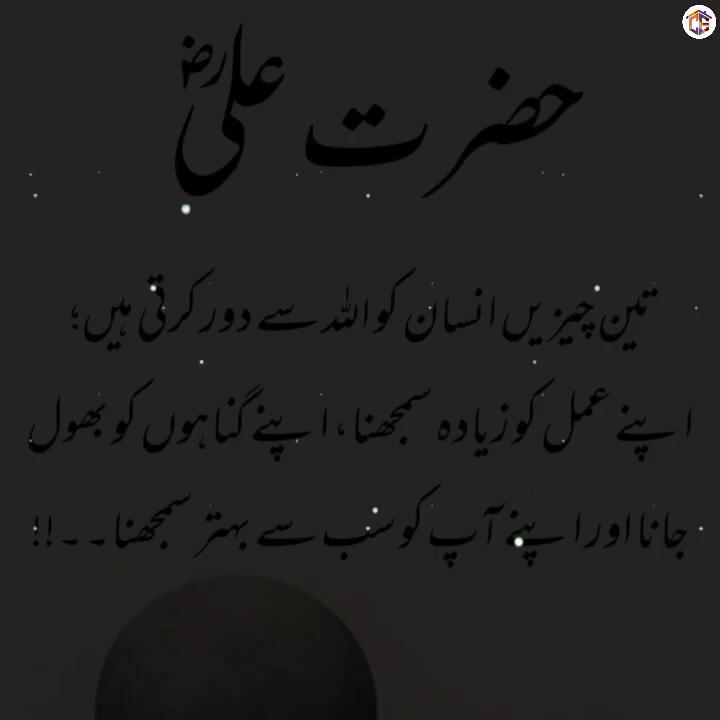 حضرت علی رض
تین چیزیں انسان کو اللہ سے دور کرتی ہیں؛
اپنے عمل کو زیادہ سمجھنا، اپنے گناہوں کو بھول
جانا اور اپنے آپ کو سب سے بہتر سمجھنا۔۔!!